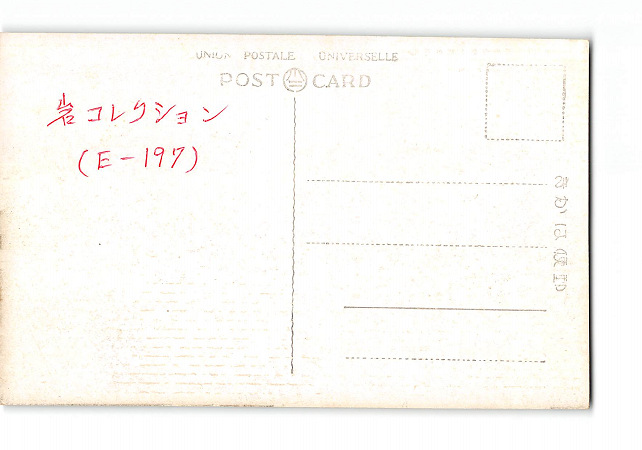 UNION POSTALE UNIVERSELLE
POST CARD
岩コレクション
(E-197)